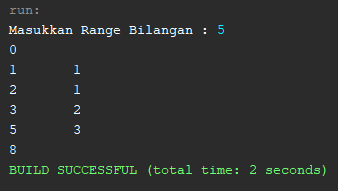 run:
Masukkan Range Bilangan : 5
0
1 1
2 1
3 2
5 3
8
BUILD SUCCESSFUL (total time: 2 seconds)